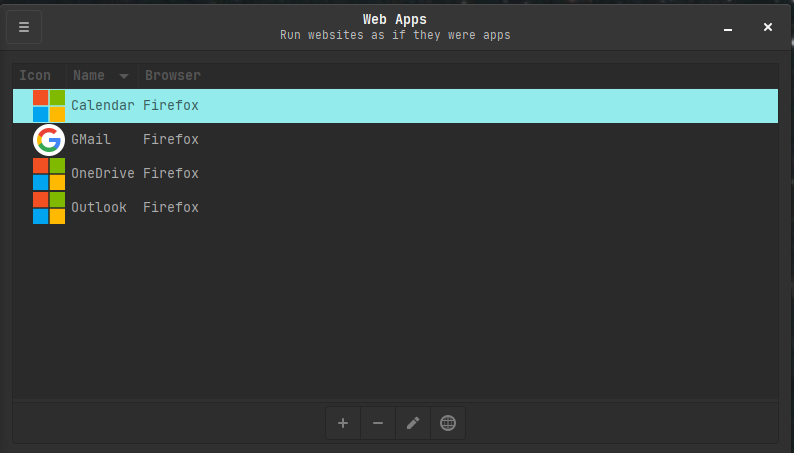 Web Apps
Run websites as if they were apps
Icon Name Browser
Calendar Firefox
GMail Firefox
OneDrive Firefox
Outlook Firefox